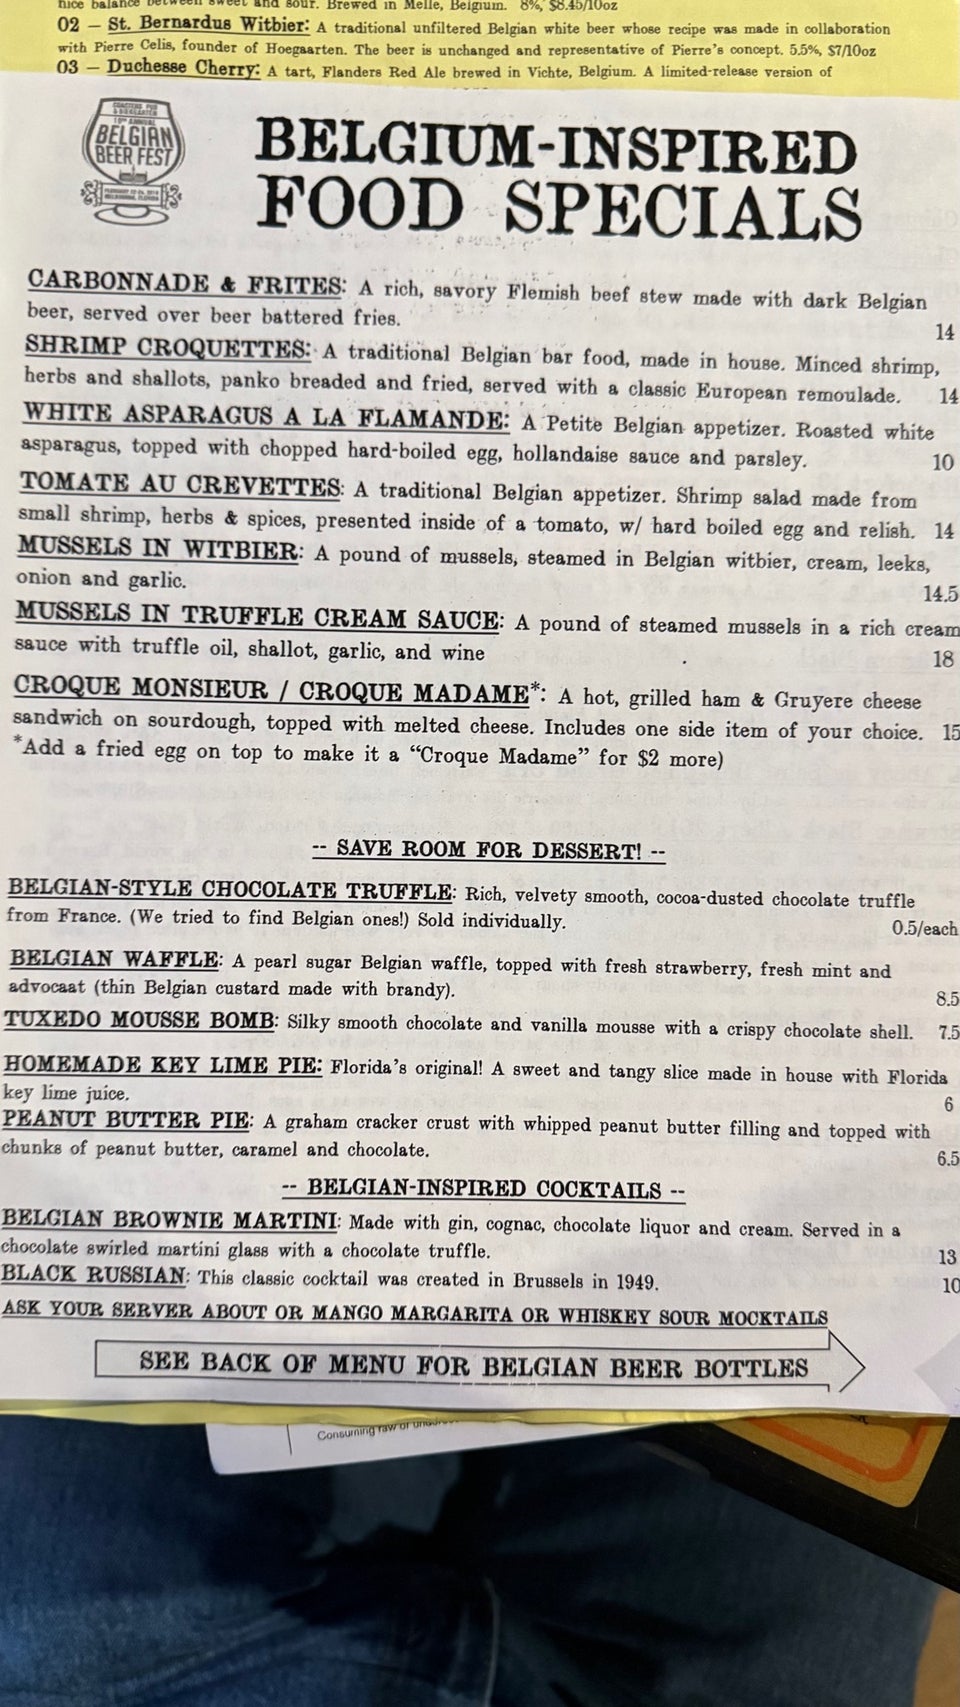 nice balance between sweet and sour. Brewed in Melle, Belgium. 8%, $8.45/10oz
02 – St. Bernardus Witbier: A traditional unfiltered Belgian white beer whose recipe was made in collaboration
with Pierre Celis, founder of Hoegaarten. The beer is unchanged and representative of Pierre's concept. 5.5%, $7/10oz
03 – Duchesse Cherry: A tart, Flanders Red Ale brewed in Vichte, Belgium. A limited-release version of
COASTERS PUB
& BIERGARTEN
10TH ANNUAL
BELGIAN
BEER FEST
MELBOURNE, FLORIDA
BELGIUM-INSPIRED
FOOD SPECIALS
CARBONNADE & FRITES: A rich, savory Flemish beef stew made with dark Belgian
beer, served over beer battered fries. 14
SHRIMP CROQUETTES: A traditional Belgian bar food, made in house. Minced shrimp,
herbs and shallots, panko breaded and fried, served with a classic European remoulade. 14
WHITE ASPARAGUS A LA FLAMANDE: A Petite Belgian appetizer. Roasted white
asparagus, topped with chopped hard-boiled egg, hollandaise sauce and parsley. 10
TOMATE AU CREVETTES: A traditional Belgian appetizer. Shrimp salad made from
small shrimp, herbs & spices, presented inside of a tomato, w/ hard boiled egg and relish. 14
MUSSELS IN WITBIER: A pound of mussels, steamed in Belgian witbier, cream, leeks,
onion and garlic. 14.5
MUSSELS IN TRUFFLE CREAM SAUCE: A pound of steamed mussels in a rich cream
sauce with truffle oil, shallot, garlic, and wine 18
CROQUE MONSIEUR / CROQUE MADAME*: A hot, grilled ham & Gruyere cheese
sandwich on sourdough, topped with melted cheese. Includes one side item of your choice. 15
*Add a fried egg on top to make it a “Croque Madame” for $2 more)
-- SAVE ROOM FOR DESSERT! --
BELGIAN-STYLE CHOCOLATE TRUFFLE: Rich, velvety smooth, cocoa-dusted chocolate truffle
from France. (We tried to find Belgian ones!) Sold individually. 0.5/each
BELGIAN WAFFLE: A pearl sugar Belgian waffle, topped with fresh strawberry, fresh mint and
advocaat (thin Belgian custard made with brandy). 8.5
TUXEDO MOUSSE BOMB: Silky smooth chocolate and vanilla mousse with a crispy chocolate shell. 7.5
HOMEMADE KEY LIME PIE: Florida's original! A sweet and tangy slice made in house with Florida
key lime juice. 6
PEANUT BUTTER PIE: A graham cracker crust with whipped peanut butter filling and topped with
chunks of peanut butter, caramel and chocolate. 6.5
-- BELGIAN-INSPIRED COCKTAILS --
BELGIAN BROWNIE MARTINI: Made with gin, cognac, chocolate liquor and cream. Served in a
chocolate swirled martini glass with a chocolate truffle. 13
BLACK RUSSIAN: This classic cocktail was created in Brussels in 1949. 10
ASK YOUR SERVER ABOUT OR MANGO MARGARITA OR WHISKEY SOUR MOCKTAILS
SEE BACK OF MENU FOR BELGIAN BEER BOTTLES
Consuming raw or